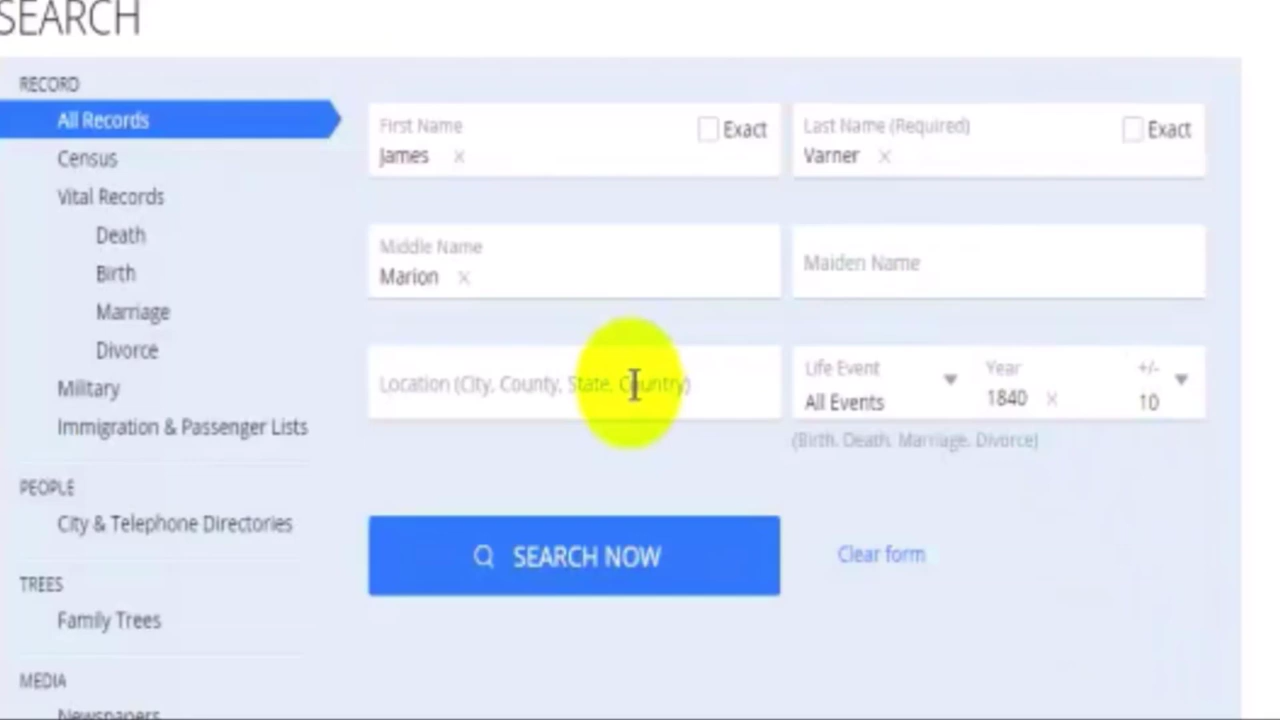 SEARCH
RECORD
All Records
Census
Vital Records
Death
Birth
Marriage
Divorce
Military
Immigration & Passenger Lists
PEOPLE
City & Telephone Directories
TREES
Family Trees
MEDIA
Newspapers
First Name
Exact
James ×
Last Name (Required)
Exact
Varner ×
Middle Name
Marion ×
Maiden Name
Location (City, County, State, Country)
Life Event Year +/-
All Events 1840 × 10
(Birth, Death, Marriage, Divorce)
SEARCH NOW
Clear form